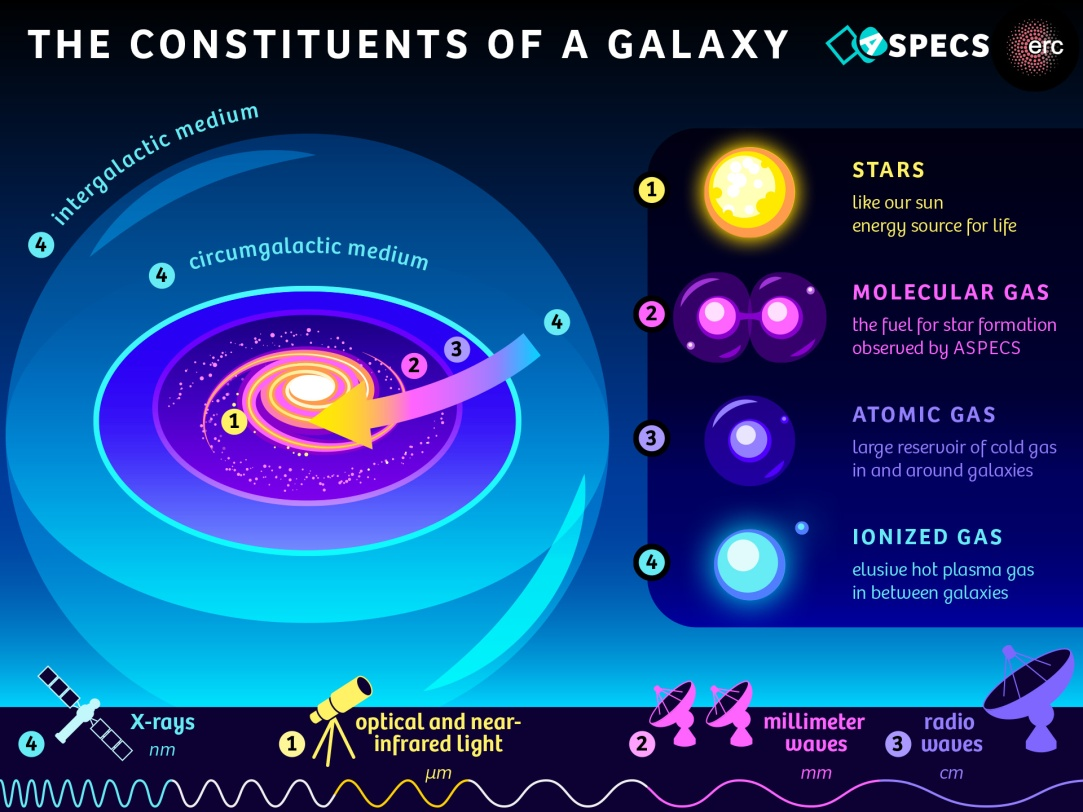 THE CONSTITUENTS OF A GALAXY
ASPECS
erc
intergalactic medium
4
circumgalactic medium
4
4
3
2
1
1
STARS
like our sun
energy source for life
2
MOLECULAR GAS
the fuel for star formation
observed by ASPECS
3
ATOMIC GAS
large reservoir of cold gas
in and around galaxies
4
IONIZED GAS
elusive hot plasma gas
in between galaxies
4
X-rays
nm
1
optical and near-
infrared light
µm
2
millimeter
waves
mm
3
radio
waves
cm